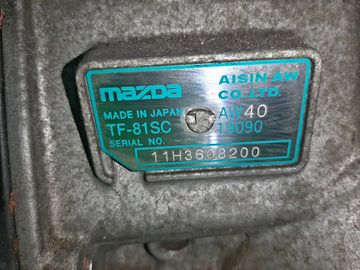 mazda AISIN AW
CO., LTD.
MADE IN JAPAN AW40
TF-81SC 19090
SERIAL NO.
11H3608200